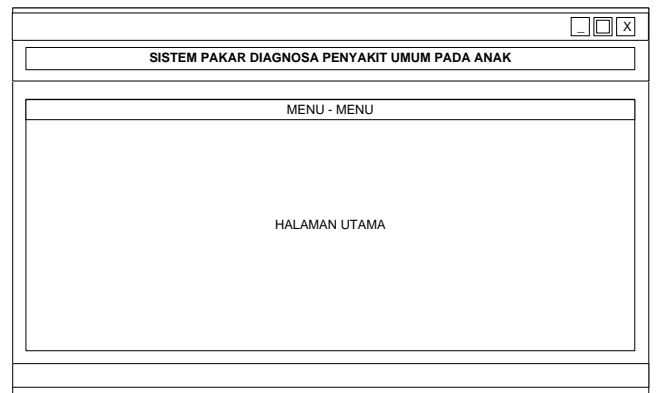 _ X
SISTEM PAKAR DIAGNOSA PENYAKIT UMUM PADA ANAK
MENU - MENU
HALAMAN UTAMA